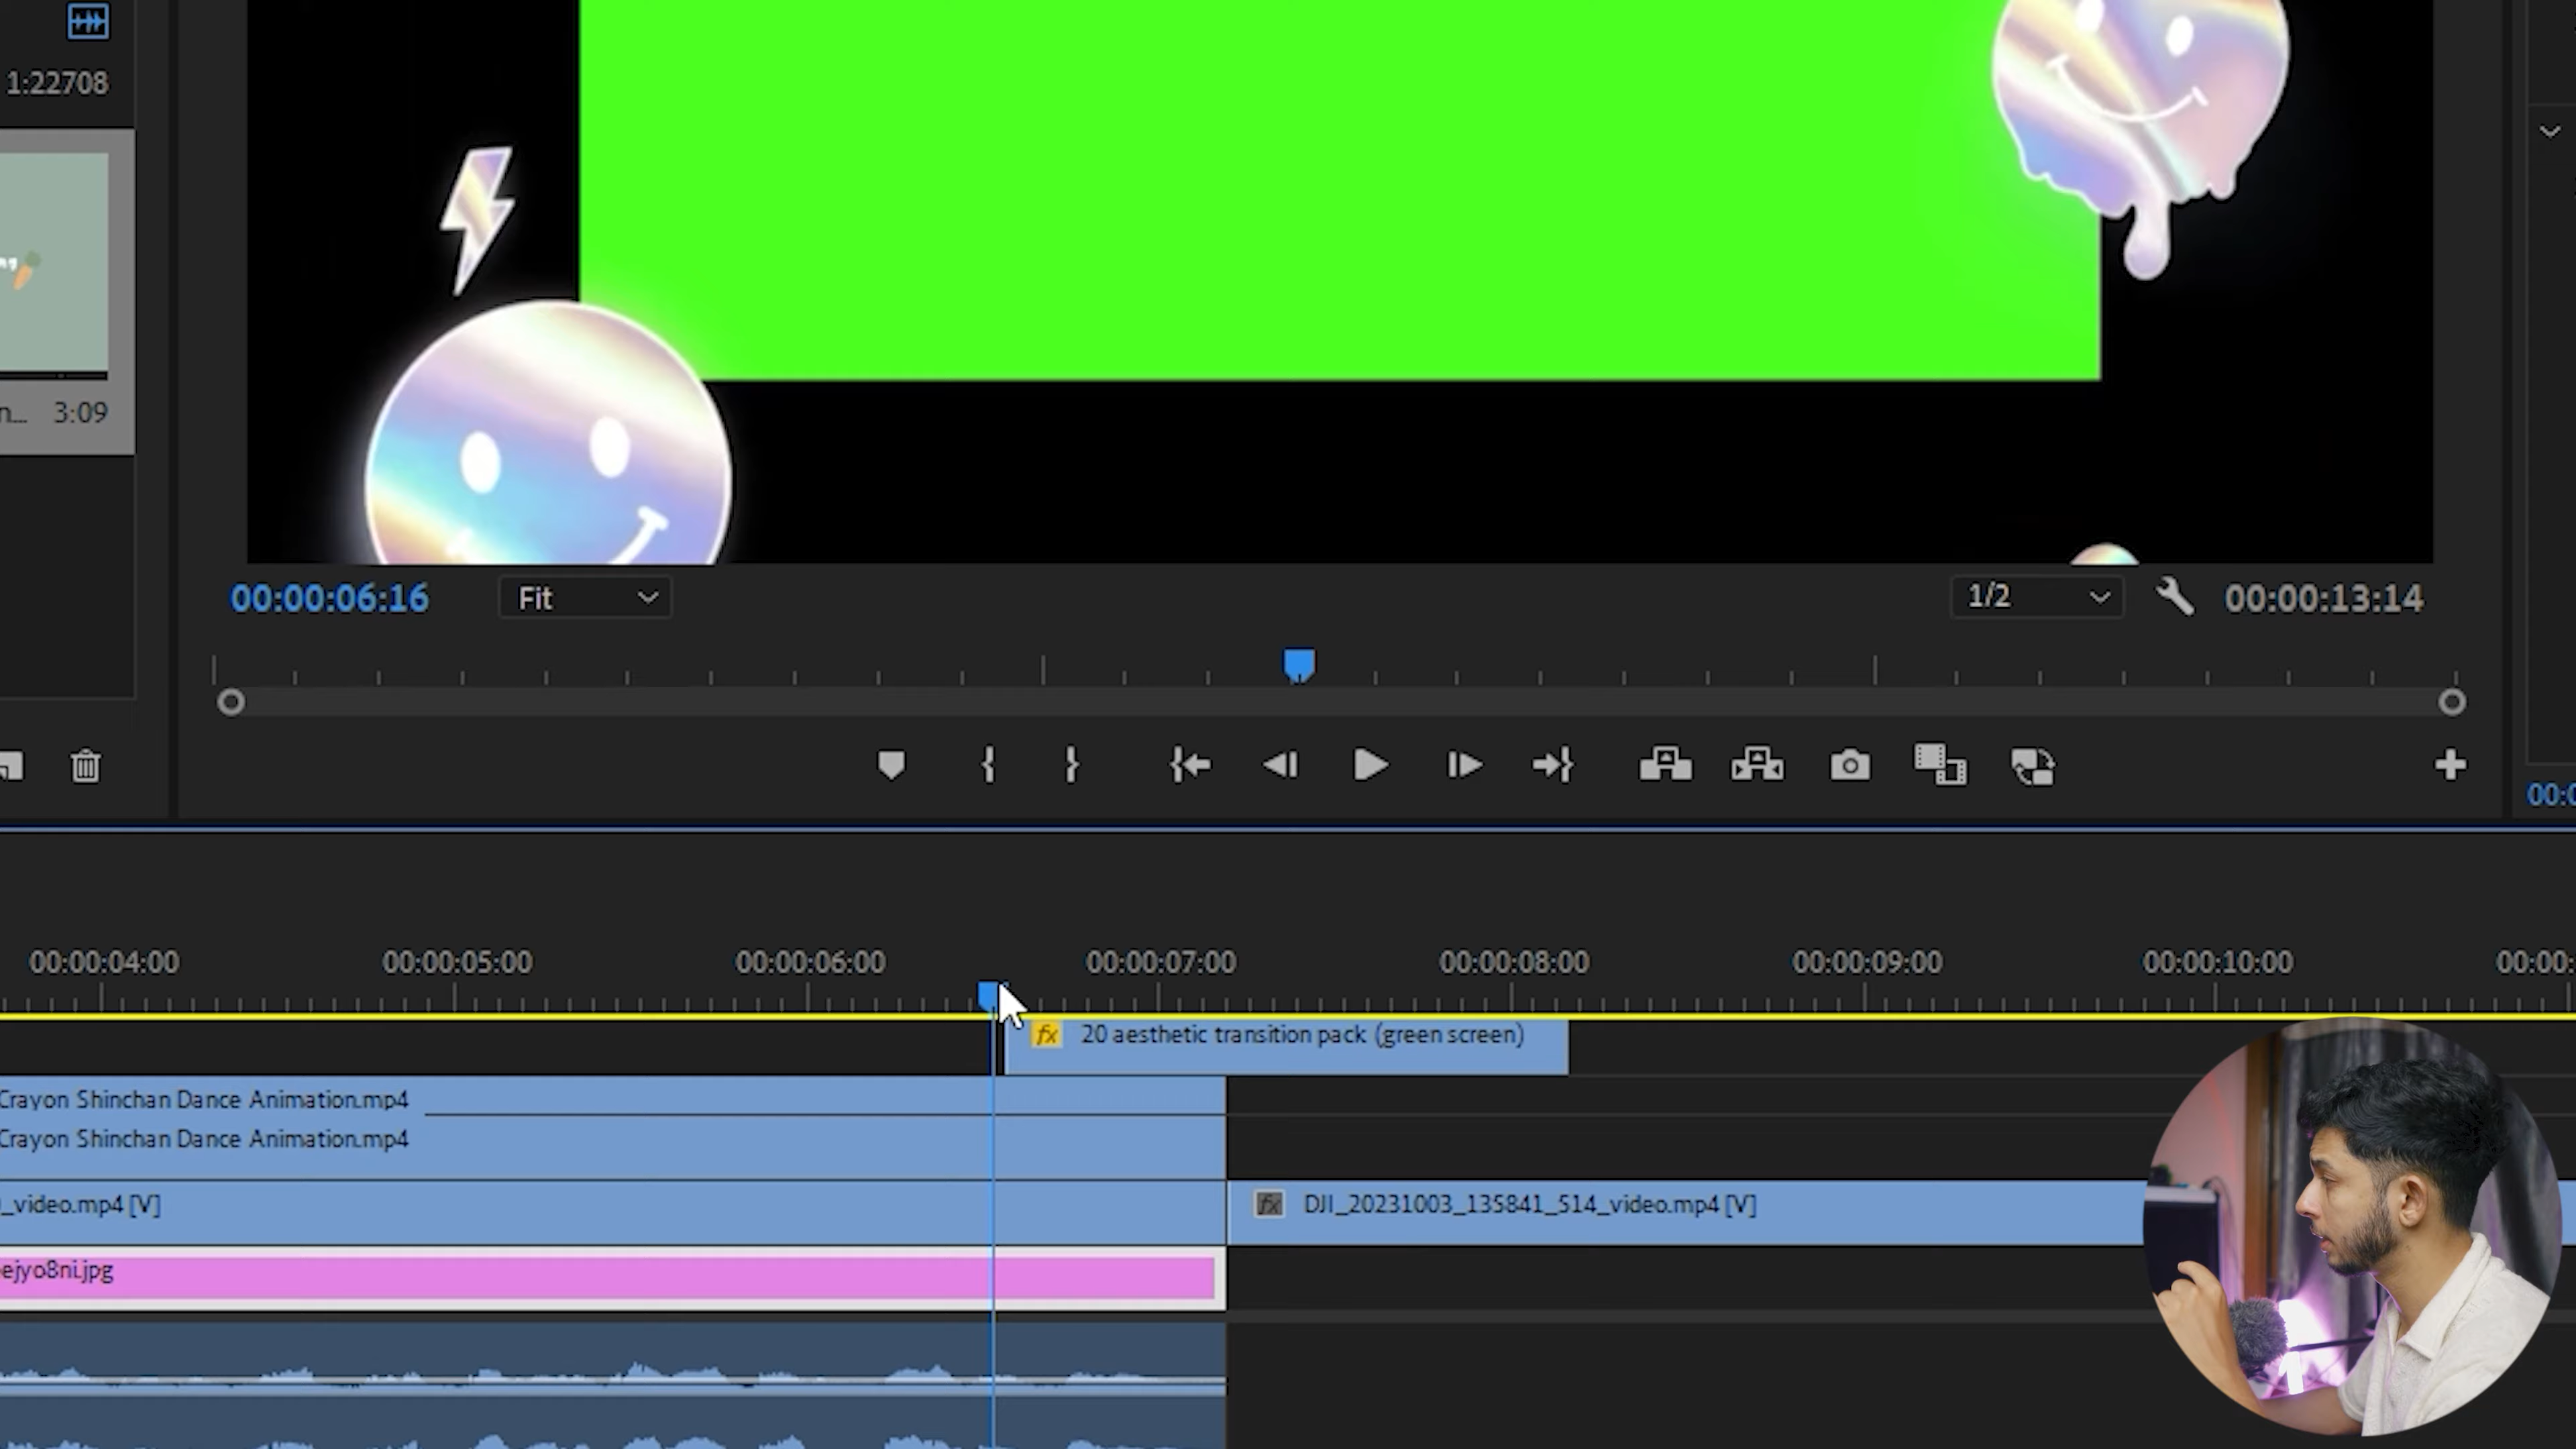 1:22708
n... 3:09
00:00:06:16 Fit 1/2 00:00:13:14
00:00:04:00 00:00:05:00 00:00:06:00 00:00:07:00 00:00:08:00 00:00:09:00 00:00:10:00 00:00:
fx 20 aesthetic transition pack (green screen)
Crayon Shinchan Dance Animation.mp4
Crayon Shinchan Dance Animation.mp4
_video.mp4 [V] fx DJI_20231003_135841_514_video.mp4 [V]
ejyo8ni.jpg